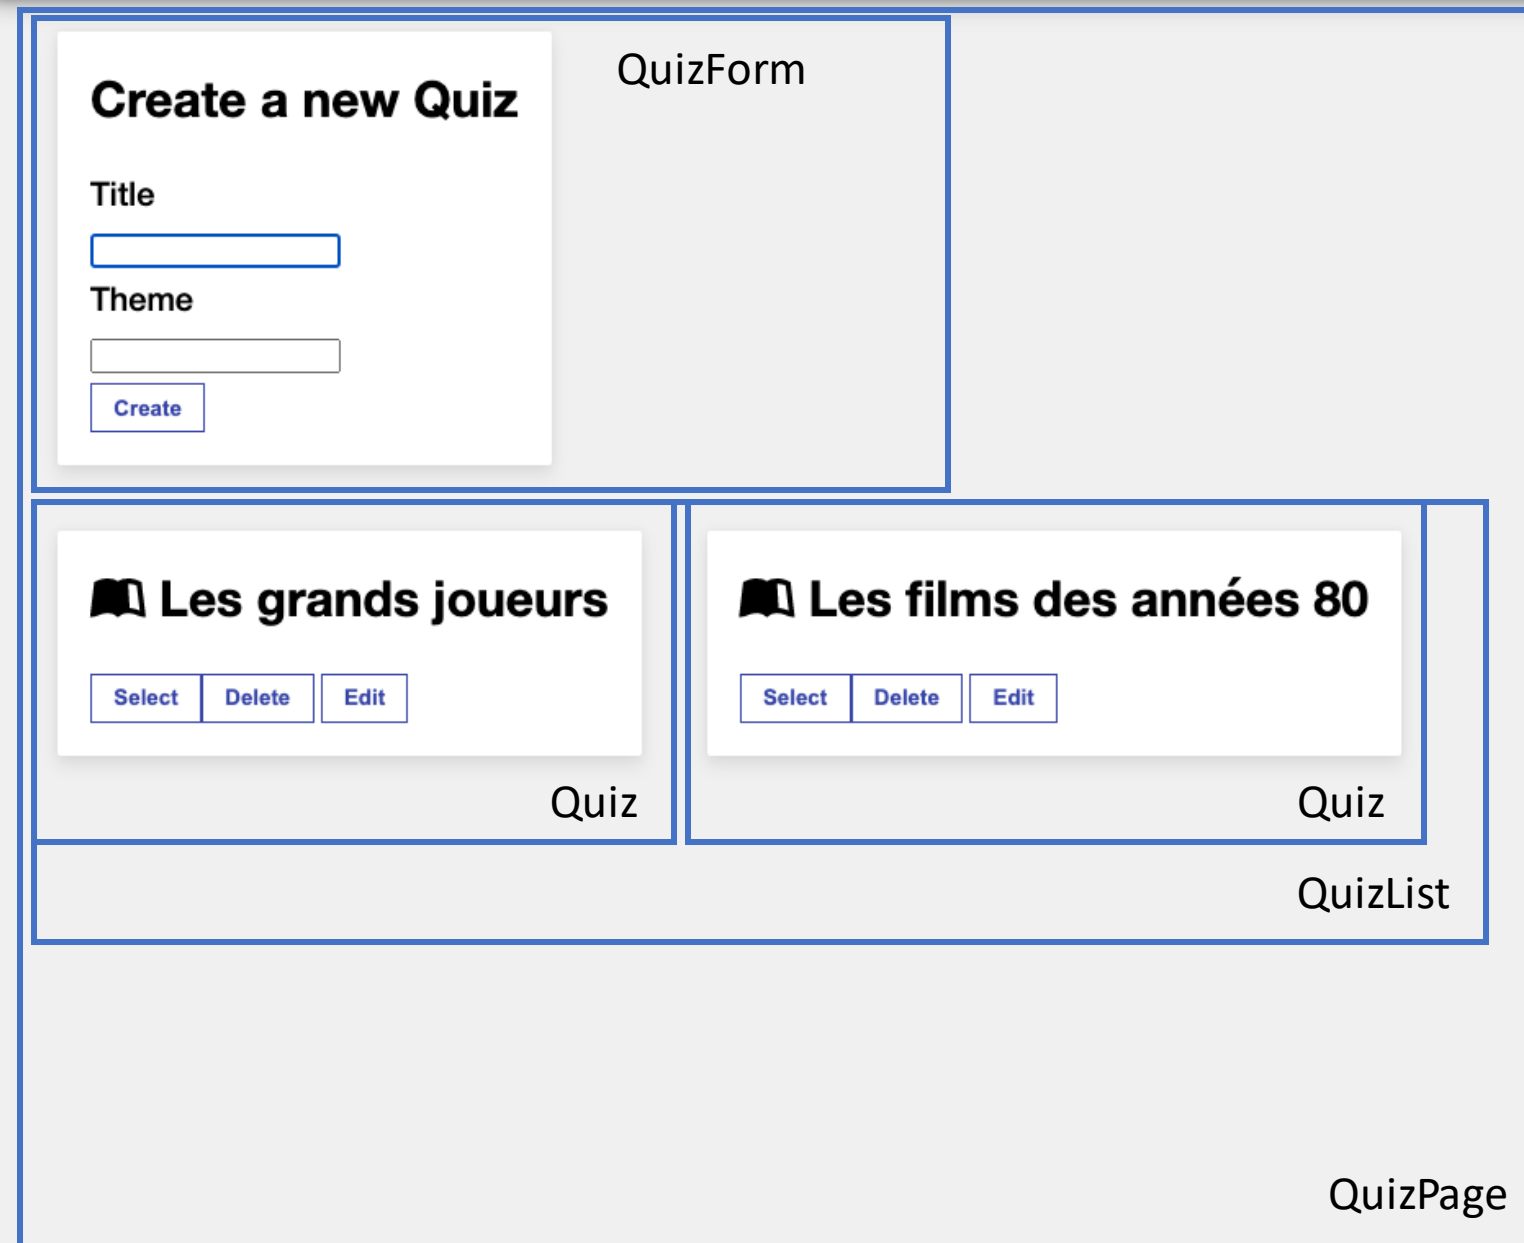 QuizForm
Create a new Quiz
Title
Theme
Create
Les grands joueurs
Select Delete Edit
Quiz
Les films des années 80
Select Delete Edit
Quiz
QuizList
QuizPage